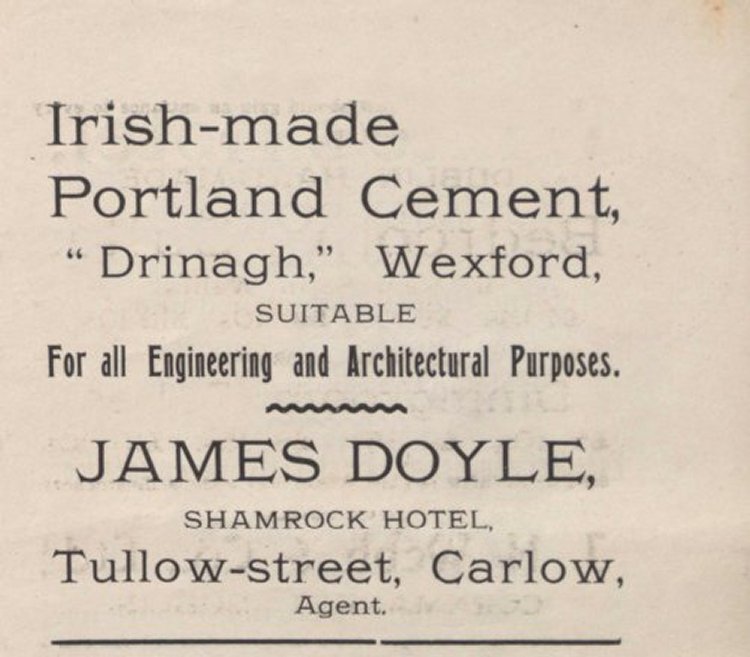 Irish-made
Portland Cement,
“ Drinagh,” Wexford,
SUITABLE
For all Engineering and Architectural Purposes.
JAMES DOYLE,
SHAMROCK HOTEL,
Tullow-street, Carlow,
Agent.